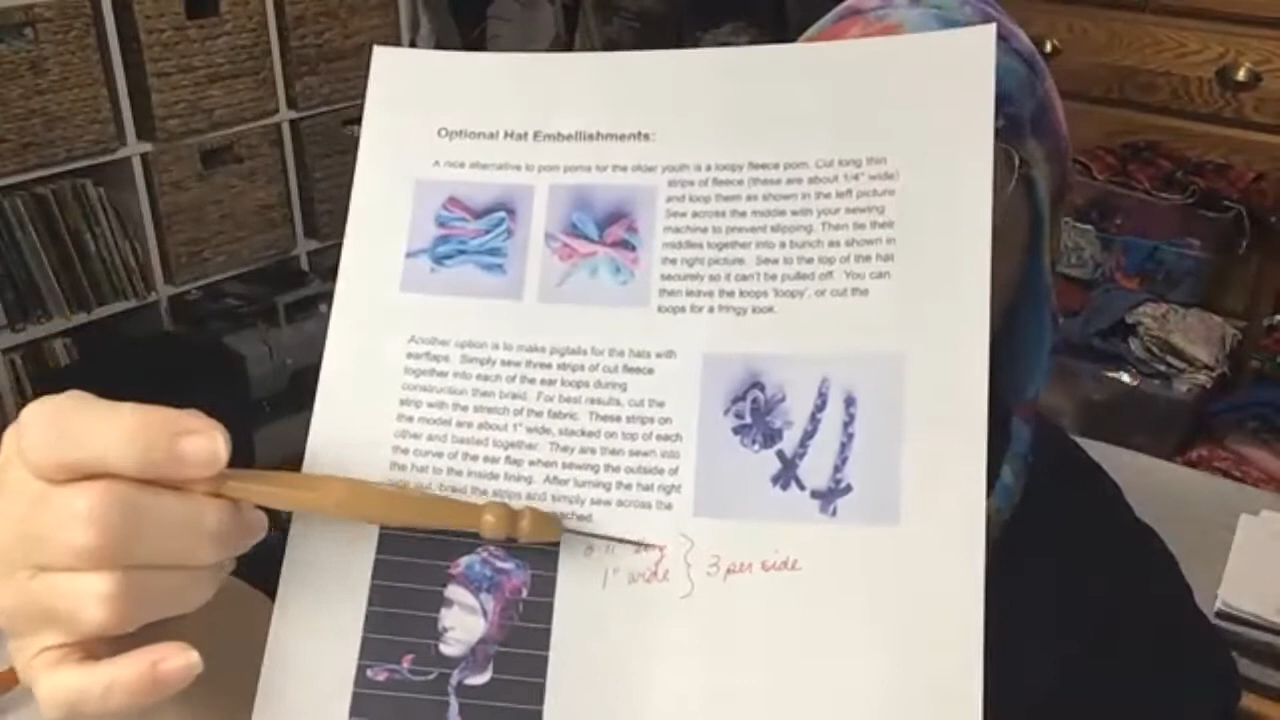 Optional Hat Embellishments:
A nice alternative to pom poms for the older youth is a loopy fleece pom. Cut long thin
strips of fleece (these are about 1/4" wide)
and loop them as shown in the left picture
Sew across the middle with your sewing
machine to prevent slipping. Then tie their
middles together into a bunch as shown in
the right picture. Sew to the top of the hat
securely so it can't be pulled off. You can
then leave the loops 'loopy', or cut the
loops for a fringy look.
Another option is to make pigtails for the hats with
earflaps. Simply sew three strips of cut fleece
together into each of the ear loops during
construction then braid. For best results, cut the
strip with the stretch of the fabric. These strips on
the model are about 1" wide, stacked on top of each
other and basted together. They are then sewn into
the curve of the ear flap when sewing the outside of
the hat to the inside lining. After turning the hat right
side out, braid the strips and simply sew across the
1" wide } 3 per side